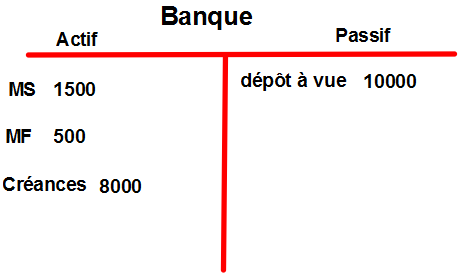 Banque
Actif
Passif
MS 1500
dépôt à vue 10000
MF 500
Créances 8000